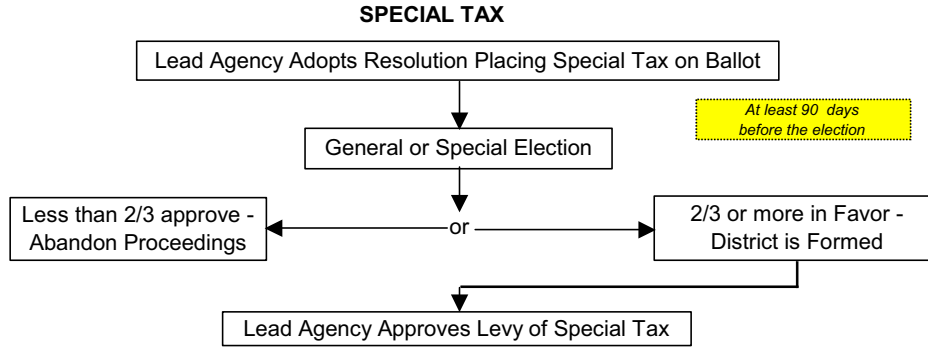 SPECIAL TAX
Lead Agency Adopts Resolution Placing Special Tax on Ballot
At least 90 days
before the election
General or Special Election
Less than 2/3 approve -
Abandon Proceedings
or
2/3 or more in Favor -
District is Formed
Lead Agency Approves Levy of Special Tax